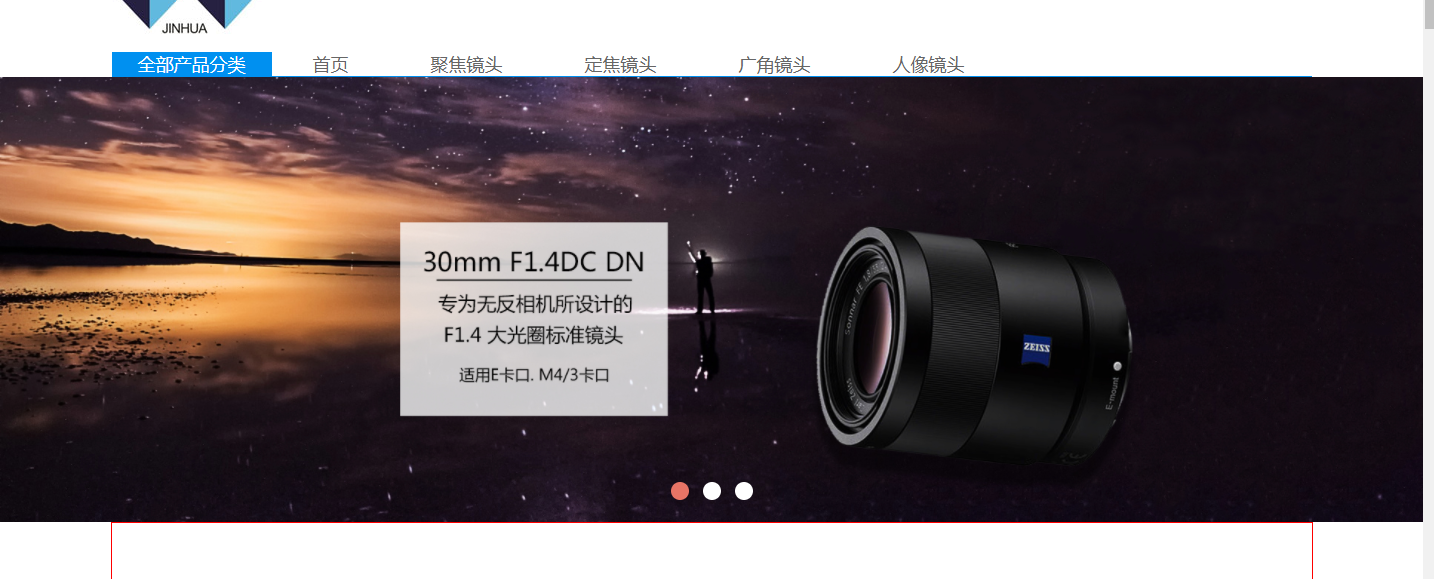 JINHUA
全部产品分类 首页 聚焦镜头 定焦镜头 广角镜头 人像镜头
30mm F1.4DC DN
专为无反相机所设计的
F1.4 大光圈标准镜头
适用E卡口. M4/3卡口
ZEISS
E-mount